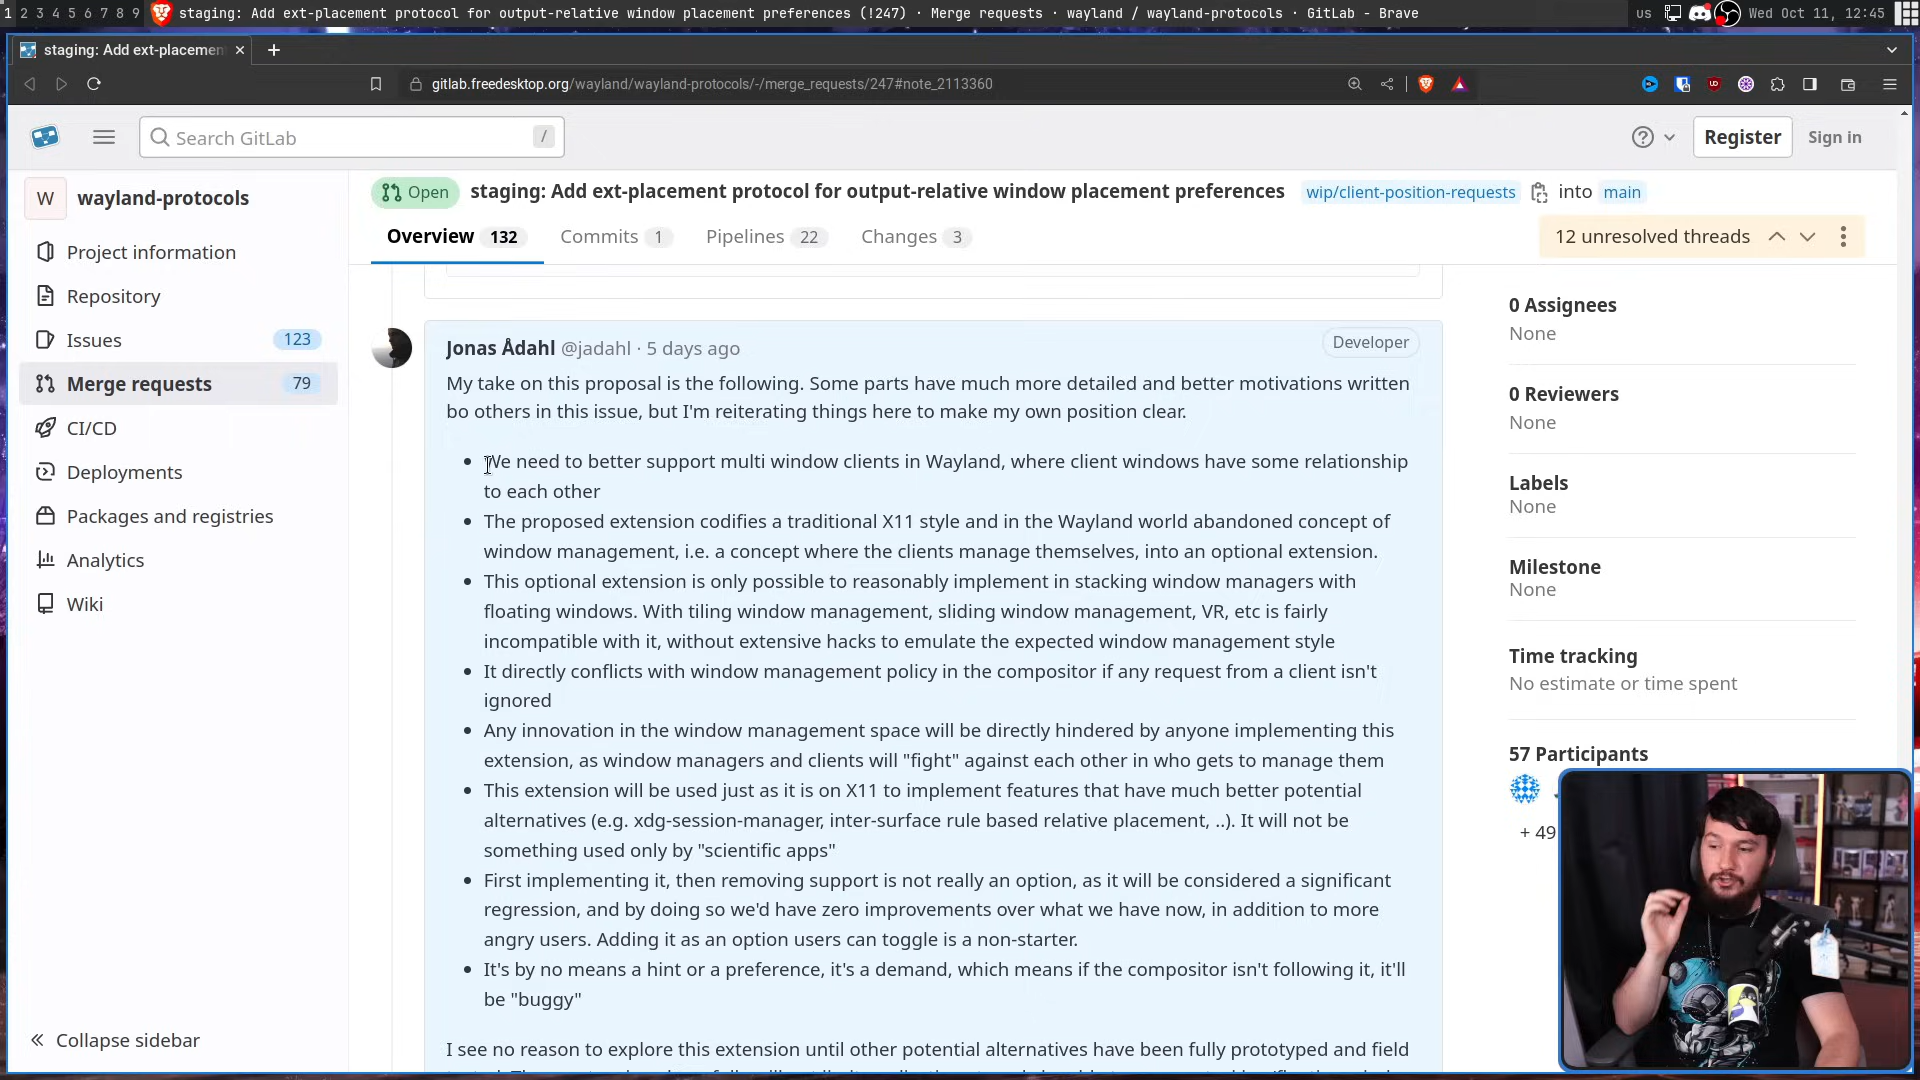 1 2 3 4 5 6 7 8 9 staging: Add ext-placement protocol for output-relative window placement preferences (!247) · Merge requests · wayland / wayland-protocols · GitLab - Brave us Wed Oct 11, 12:45
staging: Add ext-placemen
gitlab.freedesktop.org/wayland/wayland-protocols/-/merge_requests/247#note_2113360
Search GitLab /
Register Sign in
W wayland-protocols
Project information
Repository
Issues 123
Merge requests 79
CI/CD
Deployments
Packages and registries
Analytics
Wiki
Collapse sidebar
Open staging: Add ext-placement protocol for output-relative window placement preferences wip/client-position-requests into main
Overview 132 Commits 1 Pipelines 22 Changes 3
12 unresolved threads
Jonas Ådahl @jadahl · 5 days ago
Developer
My take on this proposal is the following. Some parts have much more detailed and better motivations written
bo others in this issue, but I'm reiterating things here to make my own position clear.
• We need to better support multi window clients in Wayland, where client windows have some relationship
to each other
• The proposed extension codifies a traditional X11 style and in the Wayland world abandoned concept of
window management, i.e. a concept where the clients manage themselves, into an optional extension.
• This optional extension is only possible to reasonably implement in stacking window managers with
floating windows. With tiling window management, sliding window management, VR, etc is fairly
incompatible with it, without extensive hacks to emulate the expected window management style
• It directly conflicts with window management policy in the compositor if any request from a client isn't
ignored
• Any innovation in the window management space will be directly hindered by anyone implementing this
extension, as window managers and clients will "fight" against each other in who gets to manage them
• This extension will be used just as it is on X11 to implement features that have much better potential
alternatives (e.g. xdg-session-manager, inter-surface rule based relative placement, ..). It will not be
something used only by "scientific apps"
• First implementing it, then removing support is not really an option, as it will be considered a significant
regression, and by doing so we'd have zero improvements over what we have now, in addition to more
angry users. Adding it as an option users can toggle is a non-starter.
• It's by no means a hint or a preference, it's a demand, which means if the compositor isn't following it, it'll
be "buggy"
I see no reason to explore this extension until other potential alternatives have been fully prototyped and field
0 Assignees
None
0 Reviewers
None
Labels
None
Milestone
None
Time tracking
No estimate or time spent
57 Participants
+ 49